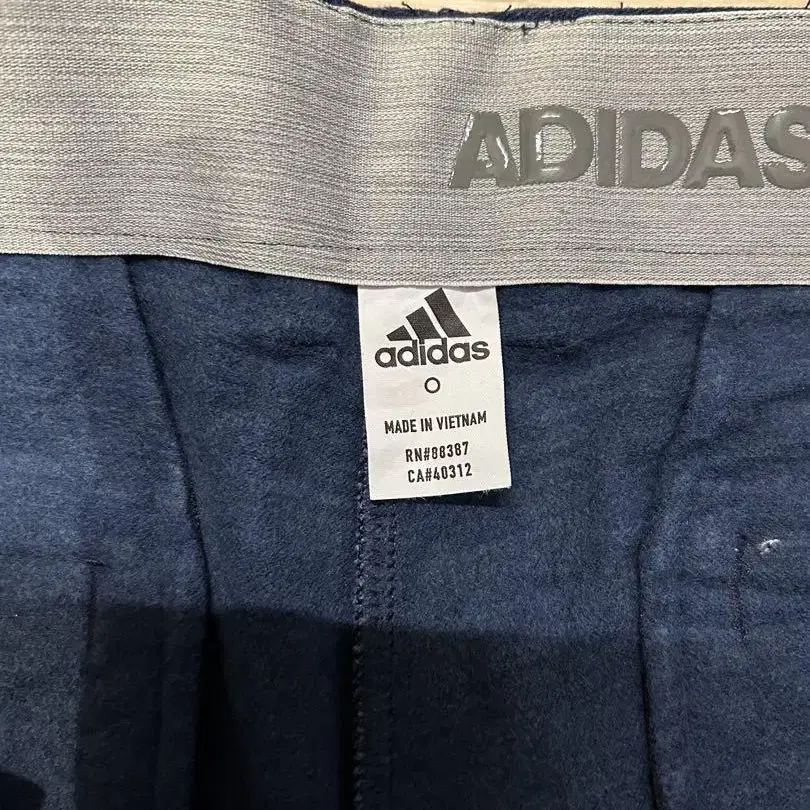 ADIDAS
adidas
O
MADE IN VIETNAM
RN#88387
CA#40312